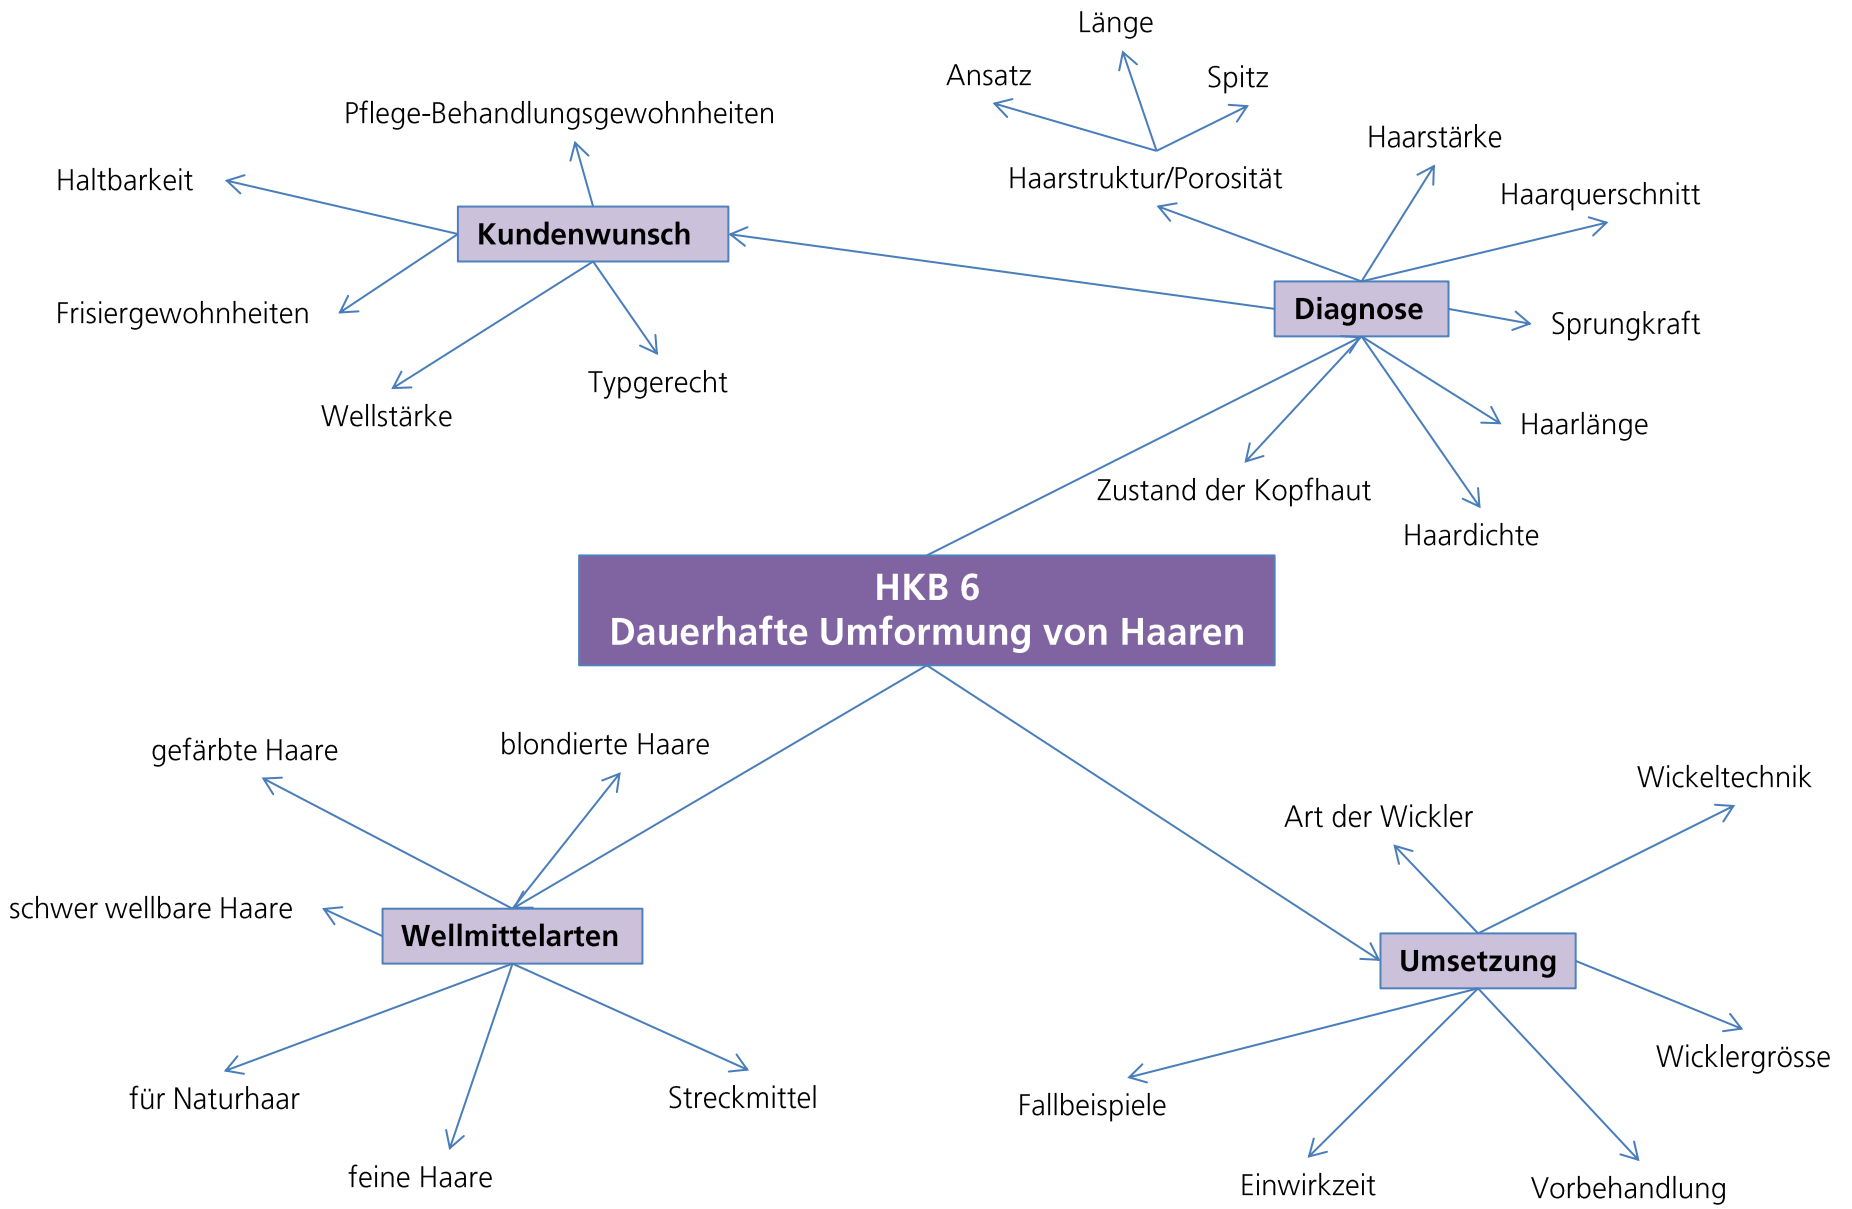 Länge
Ansatz
Spitz
Pflege-Behandlungsgewohnheiten
Haarstärke
Haltbarkeit
Haarstruktur/Porosität
Haarquerschnitt
Kundenwunsch
Diagnose
Frisiergewohnheiten
Sprungkraft
Typgerecht
Wellstärke
Haarlänge
Zustand der Kopfhaut
Haardichte
HKB 6
Dauerhafte Umformung von Haaren
gefärbte Haare
blondierte Haare
Wickeltechnik
Art der Wickler
schwer wellbare Haare
Wellmittelarten
Umsetzung
Wicklergrösse
für Naturhaar
Streckmittel
Fallbeispiele
feine Haare
Einwirkzeit
Vorbehandlung